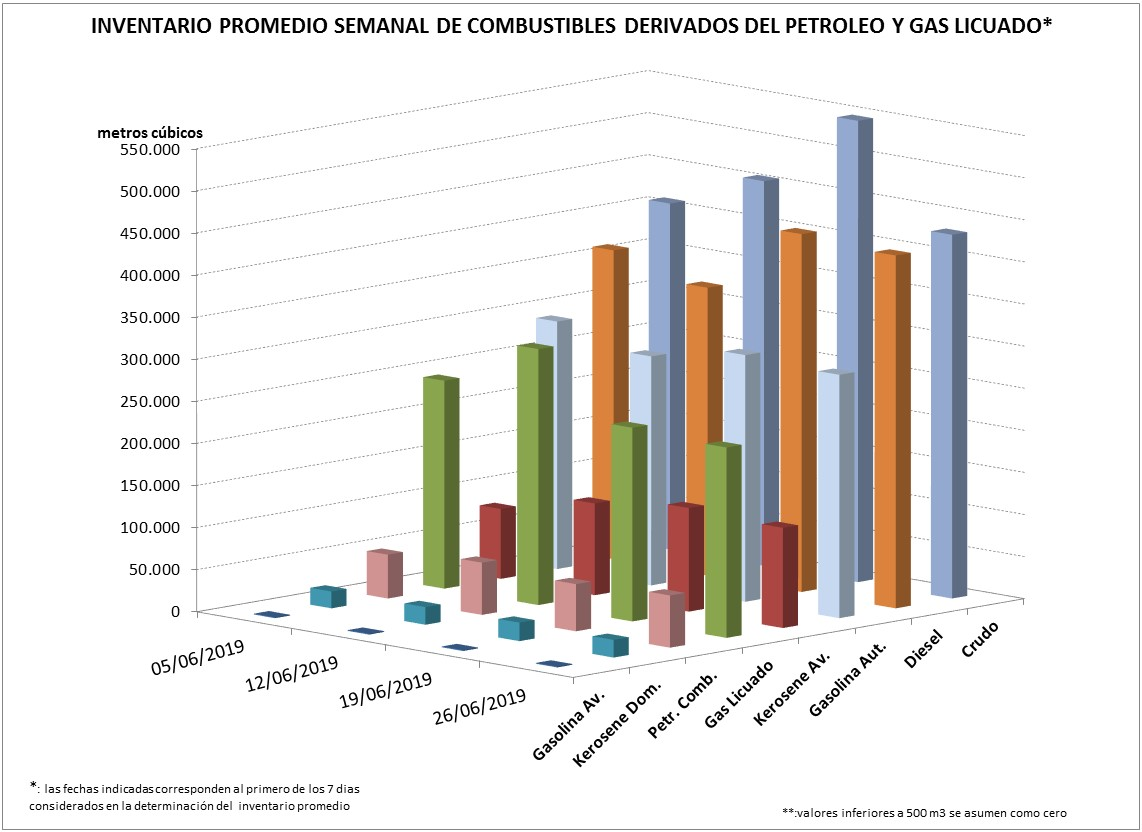 INVENTARIO PROMEDIO SEMANAL DE COMBUSTIBLES DERIVADOS DEL PETROLEO Y GAS LICUADO*
metros cúbicos
550.000
500.000
450.000
400.000
350.000
300.000
250.000
200.000
150.000
100.000
50.000
0
05/06/2019
12/06/2019
19/06/2019
26/06/2019
Gasolina Av.
Kerosene Dom.
Petr. Comb.
Gas Licuado
Kerosene Av.
Gasolina Aut.
Diesel
Crudo
*: las fechas indicadas corresponden al primero de los 7 dias
considerados en la determinación del inventario promedio
**:valores inferiores a 500 m3 se asumen como cero